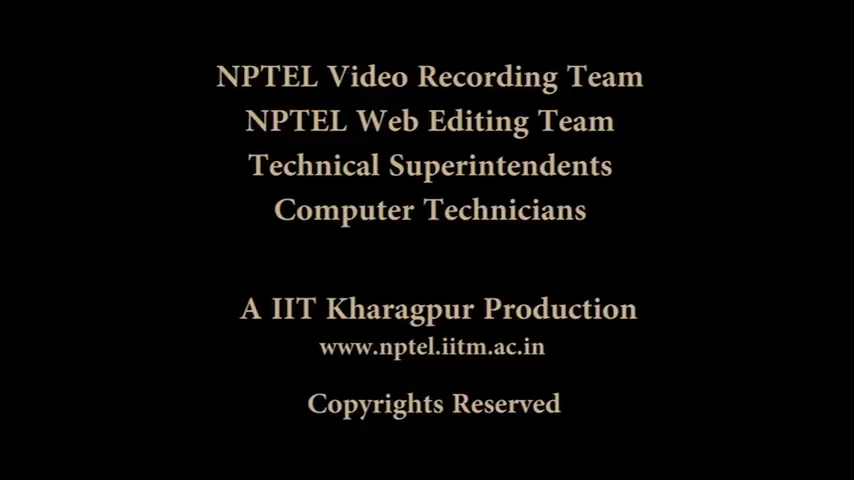 NPTEL Video Recording Team
NPTEL Web Editing Team
Technical Superintendents
Computer Technicians
A IIT Kharagpur Production
www.nptel.iitm.ac.in
Copyrights Reserved